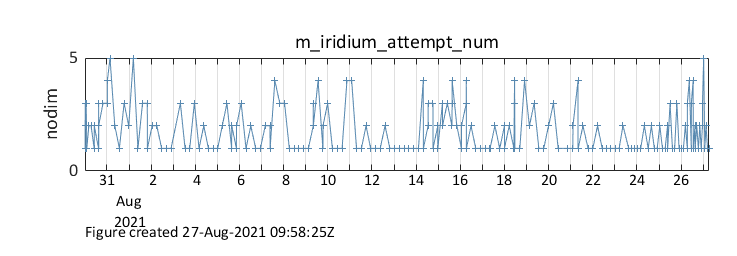 m_iridium_attempt_num
5
nodim
0
31 2 4 6 8 10 12 14 16 18 20 22 24 26
Aug
2021
Figure created 27-Aug-2021 09:58:25Z